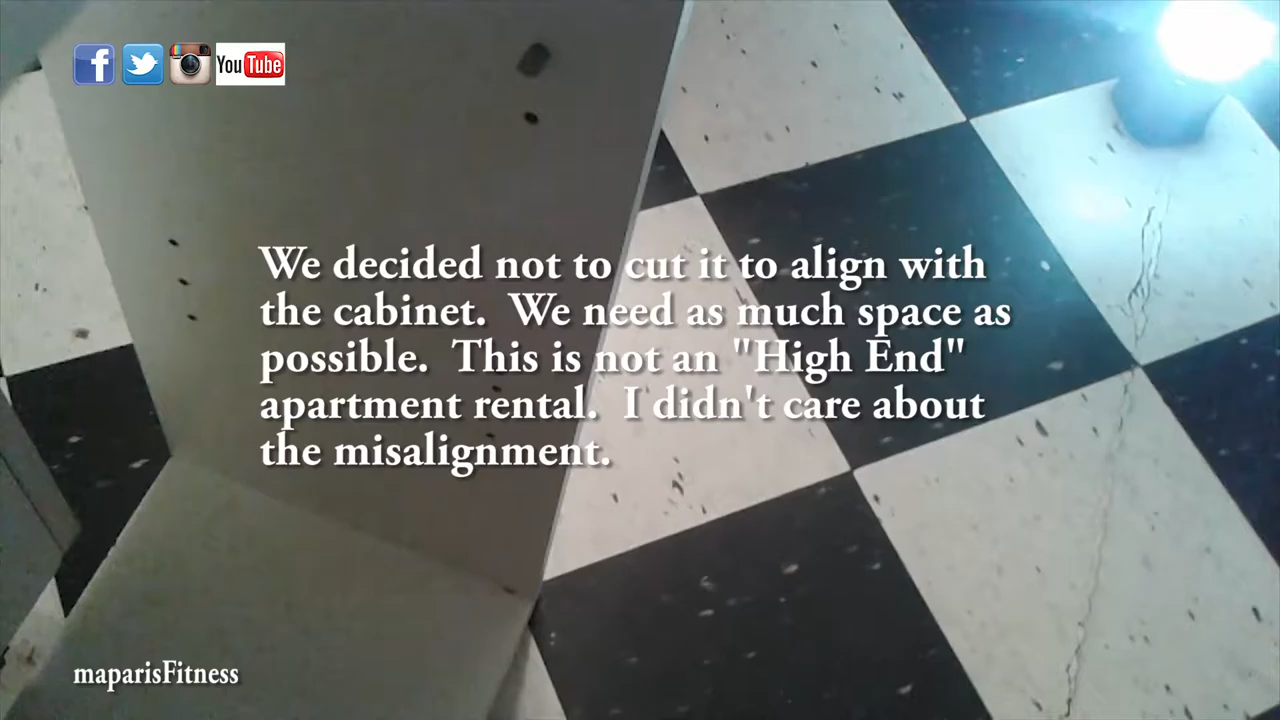 f
You Tube
We decided not to cut it to align with
the cabinet.  We need as much space as
possible.  This is not an "High End"
apartment rental.  I didn't care about
the misalignment.
maparisFitness